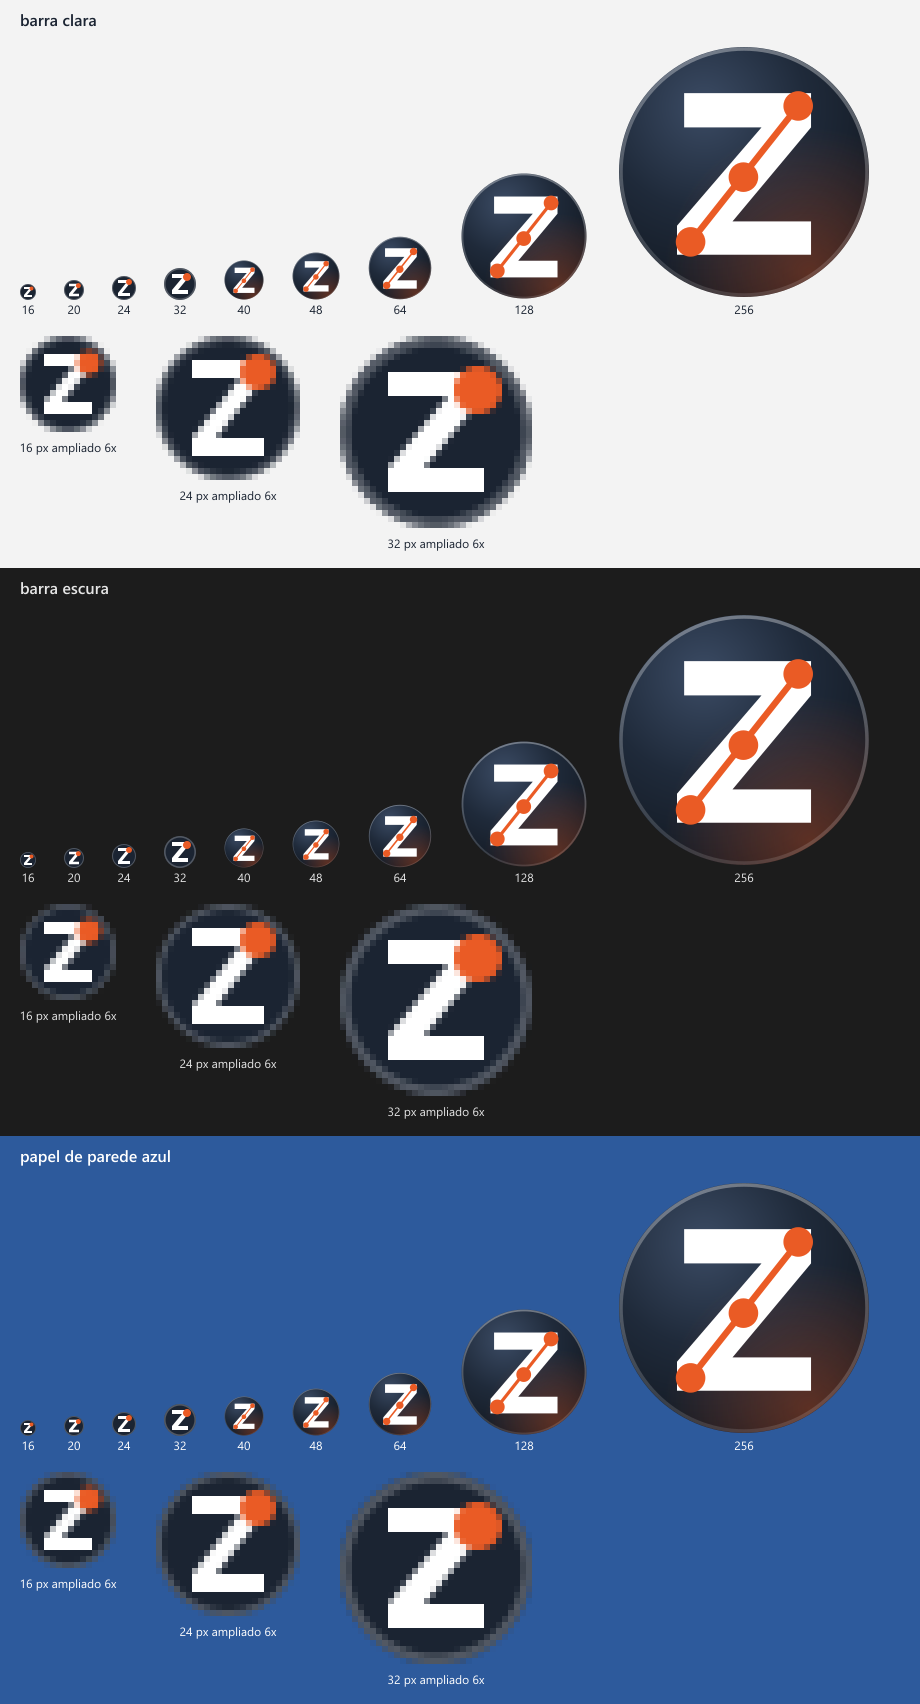 barra clara
Z Z Z Z Z Z Z Z Z
16 20 24 32 40 48 64 128 256
Z Z Z
16 px ampliado 6x
24 px ampliado 6x
32 px ampliado 6x
barra escura
Z Z Z Z Z Z Z Z Z
16 20 24 32 40 48 64 128 256
Z Z Z
16 px ampliado 6x
24 px ampliado 6x
32 px ampliado 6x
papel de parede azul
Z Z Z Z Z Z Z Z Z
16 20 24 32 40 48 64 128 256
Z Z Z
16 px ampliado 6x
24 px ampliado 6x
32 px ampliado 6x